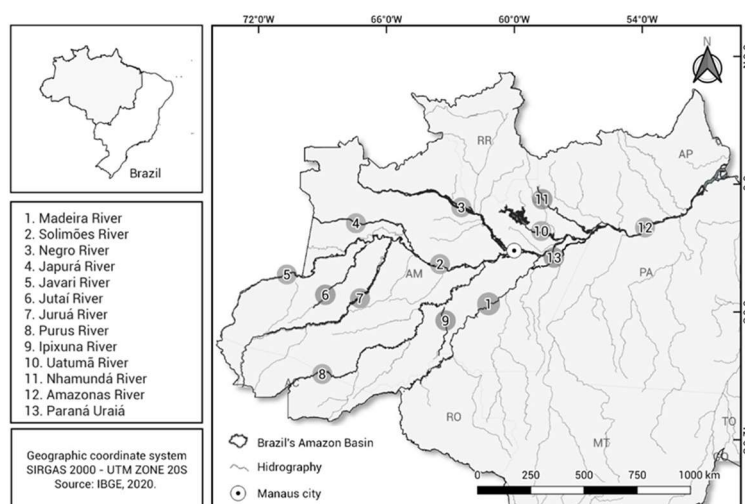 72°0'W 66°0'W 60°0'W 54°0'W
N
Brazil
1. Madeira River
2. Solimões River
3. Negro River
4. Japurá River
5. Javari River
6. Jutaí River
7. Juruá River
8. Purus River
9. Ipixuna River
10. Uatumã River
11. Nhamundá River
12. Amazonas River
13. Paraná Uraiá
Geographic coordinate system
SIRGAS 2000 - UTM ZONE 20S
Source: IBGE, 2020.
RR
AP
11
3
4
10
12
13
2
5
AM
PA
6
7
1
9
8
AC
RO
MT
TO
GO
Brazil's Amazon Basin
Hidrography
Manaus city
0 250 500 750 1000 km